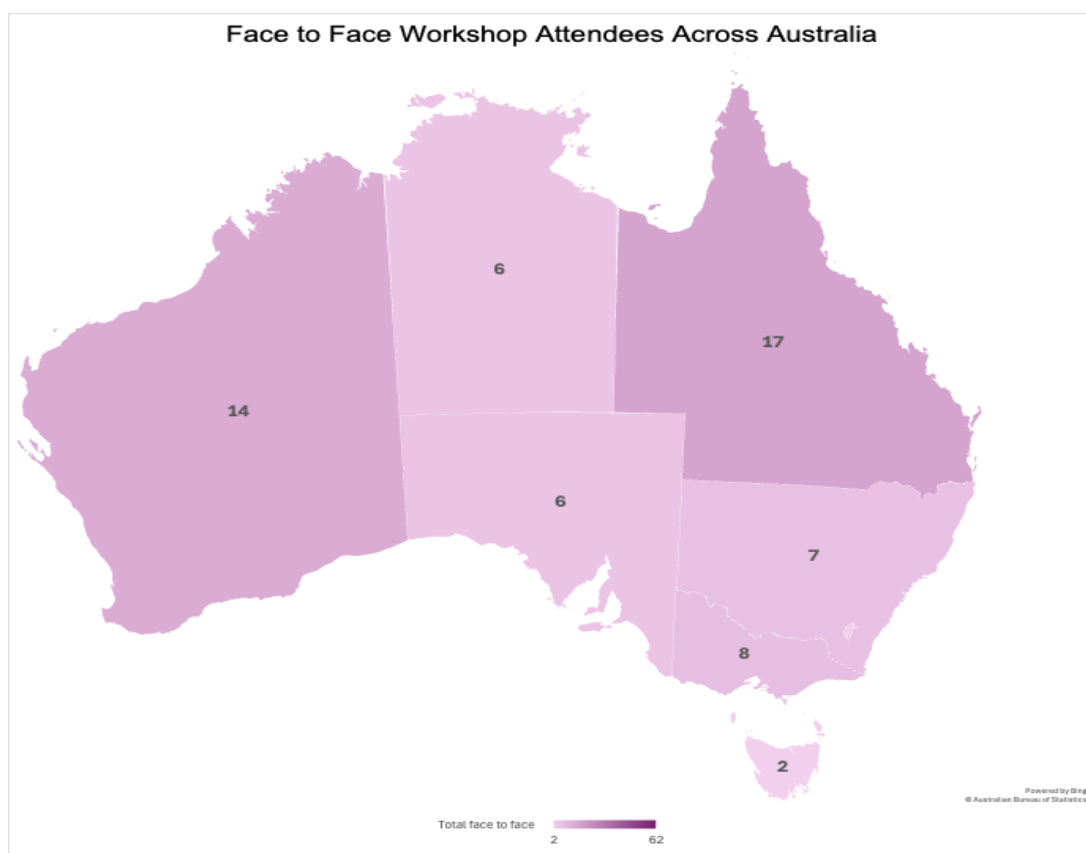 Face to Face Workshop Attendees Across Australia
6
17
14
6
7
8
2
Powered by Bing
© Australian Bureau of Statistics
Total face to face
2 62